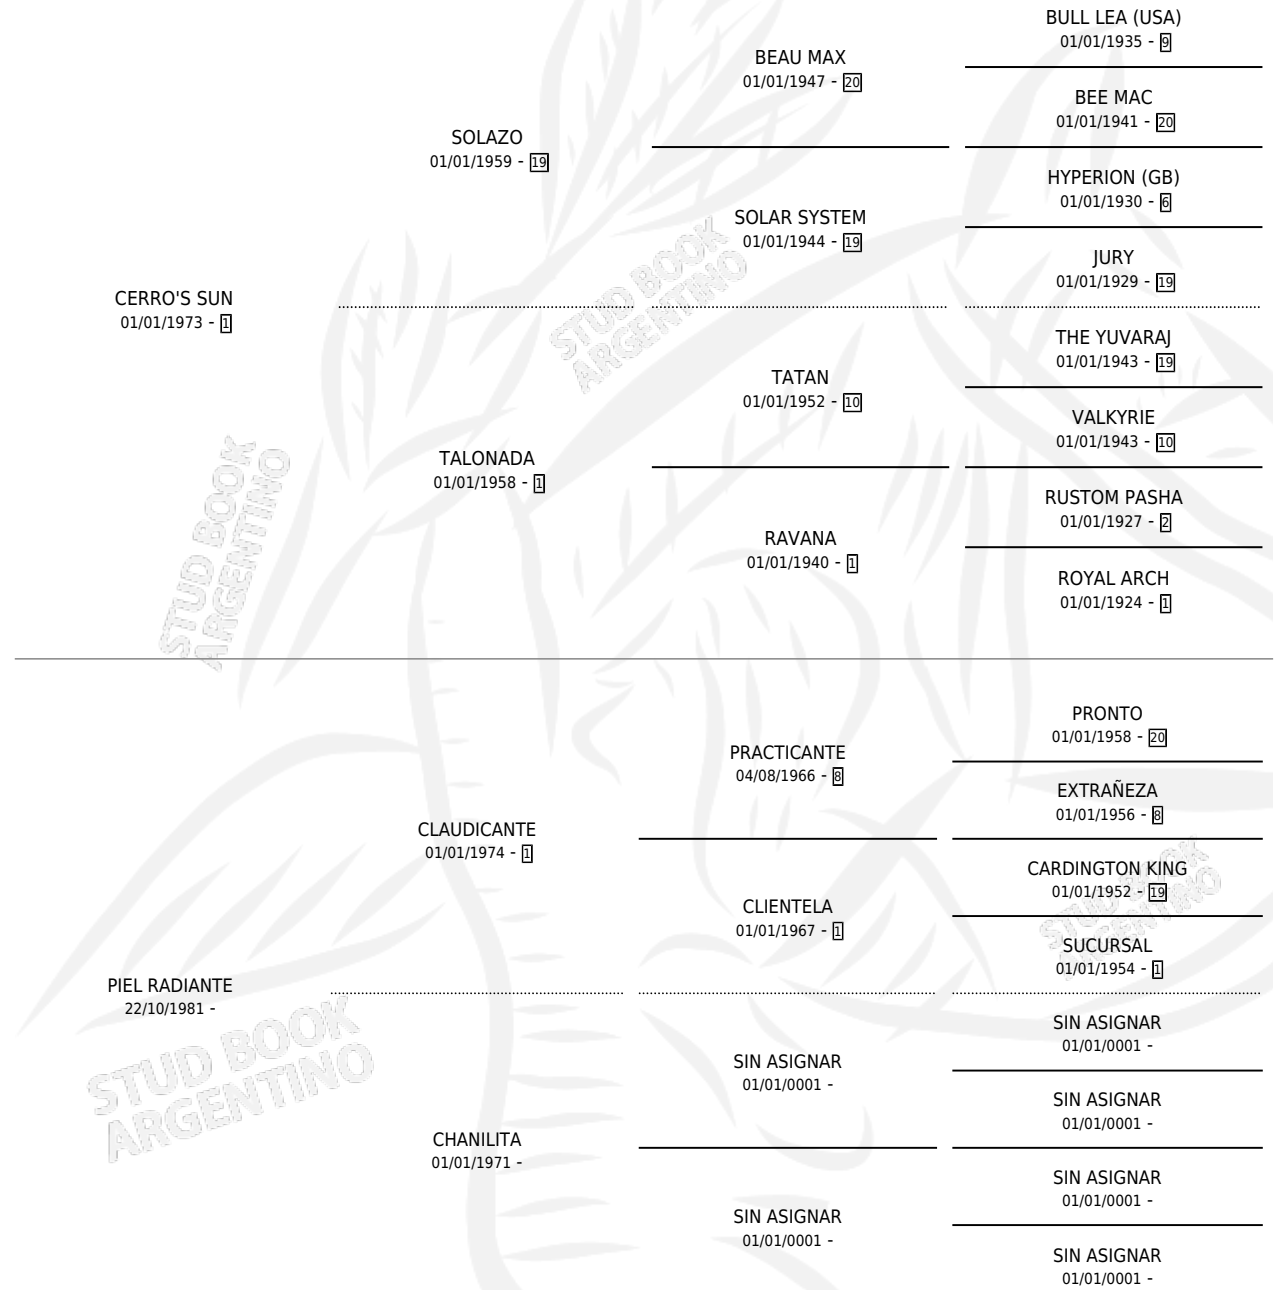 BULL LEA (USA)
01/01/1935 - 9
BEAU MAX
01/01/1947 - 20
BEE MAC
01/01/1941 - 20
SOLAZO
01/01/1959 - 19
HYPERION (GB)
01/01/1930 - 6
SOLAR SYSTEM
01/01/1944 - 19
JURY
01/01/1929 - 19
CERRO'S SUN
01/01/1973 - 1
THE YUVARAJ
01/01/1943 - 19
TATAN
01/01/1952 - 10
VALKYRIE
01/01/1943 - 10
TALONADA
01/01/1958 - 1
RUSTOM PASHA
01/01/1927 - 2
RAVANA
01/01/1940 - 1
ROYAL ARCH
01/01/1924 - 1
STUD BOOK
ARGENTINO
STUD BOOK
ARGENTINO
PRONTO
01/01/1958 - 20
PRACTICANTE
04/08/1966 - 8
EXTRAÑEZA
01/01/1956 - 8
CLAUDICANTE
01/01/1974 - 1
CARDINGTON KING
01/01/1952 - 19
CLIENTELA
01/01/1967 - 1
SUCURSAL
01/01/1954 - 1
PIEL RADIANTE
22/10/1981 -
SIN ASIGNAR
01/01/0001 -
SIN ASIGNAR
01/01/0001 -
SIN ASIGNAR
01/01/0001 -
CHANILITA
01/01/1971 -
SIN ASIGNAR
01/01/0001 -
SIN ASIGNAR
01/01/0001 -
SIN ASIGNAR
01/01/0001 -
STUD BOOK
ARGENTINO
STUD BOOK
ARGENTINO